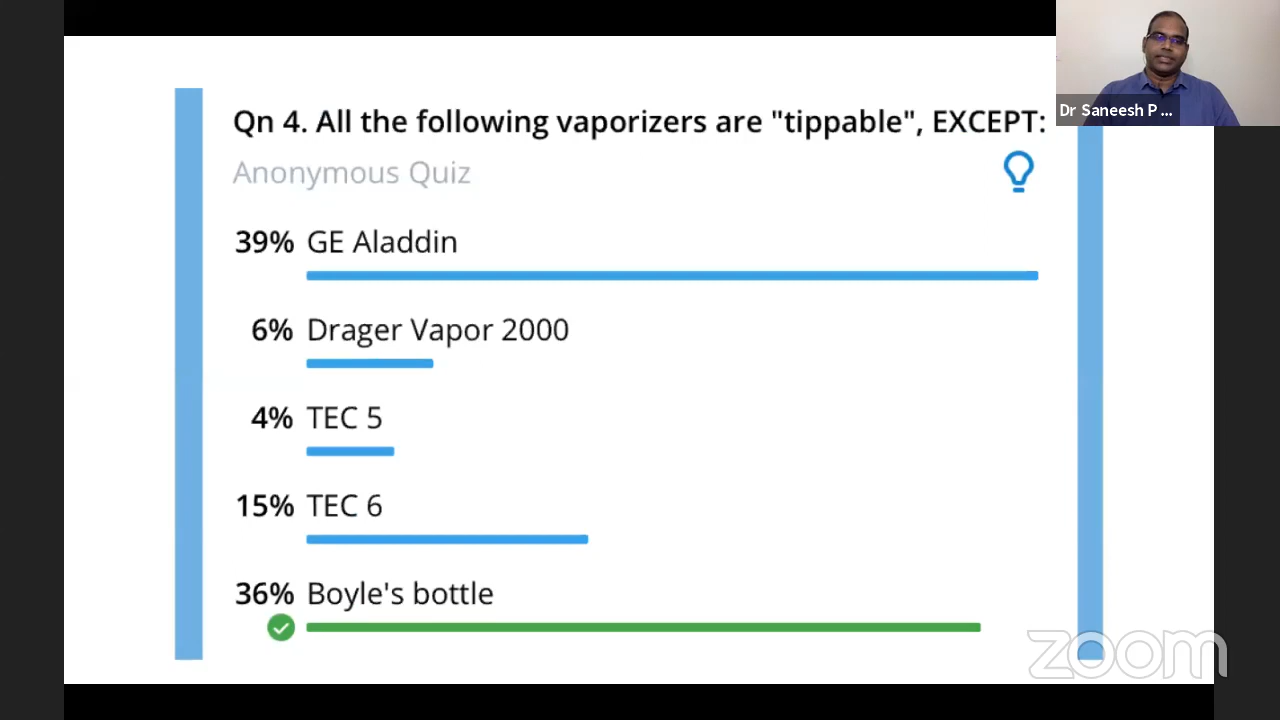 Dr Saneesh P ...
Qn 4. All the following vaporizers are "tippable", EXCEPT:
Anonymous Quiz
39% GE Aladdin
6% Drager Vapor 2000
4% TEC 5
15% TEC 6
36% Boyle's bottle
zoom